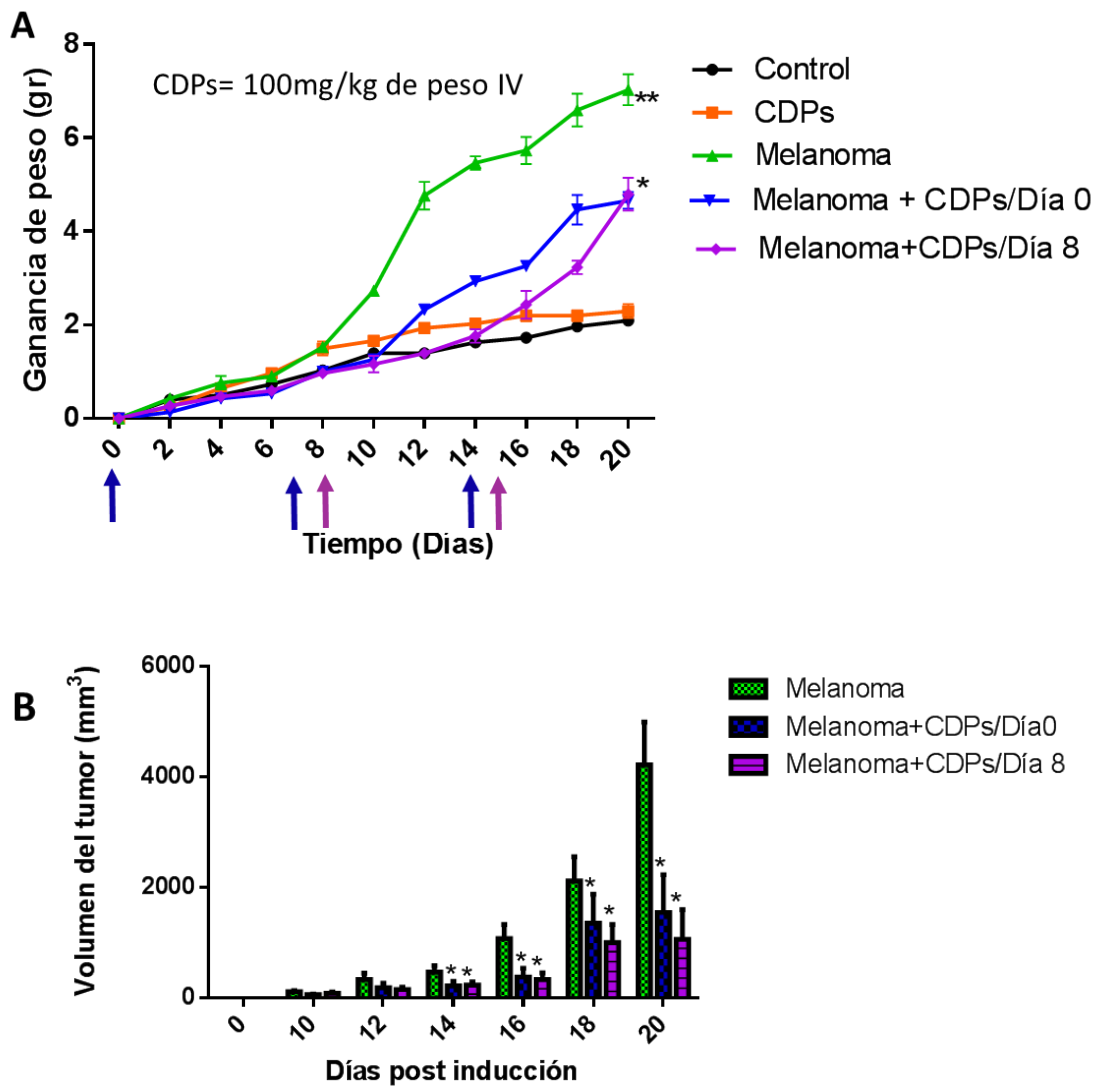 A
Ganancia de peso (gr)
8
6
4
2
0
CDPs= 100mg/kg de peso IV
**
*
Control
CDPs
Melanoma
Melanoma + CDPs/Día 0
Melanoma+CDPs/Día 8
0 2 4 6 8 10 12 14 16 18 20
Tiempo (Dias)
B
Volumen del tumor (mm³)
6000
4000
2000
0
* *
* *
* *
* *
Melanoma
Melanoma+CDPs/Día0
Melanoma+CDPs/Día 8
0 10 12 14 16 18 20
Días post inducción